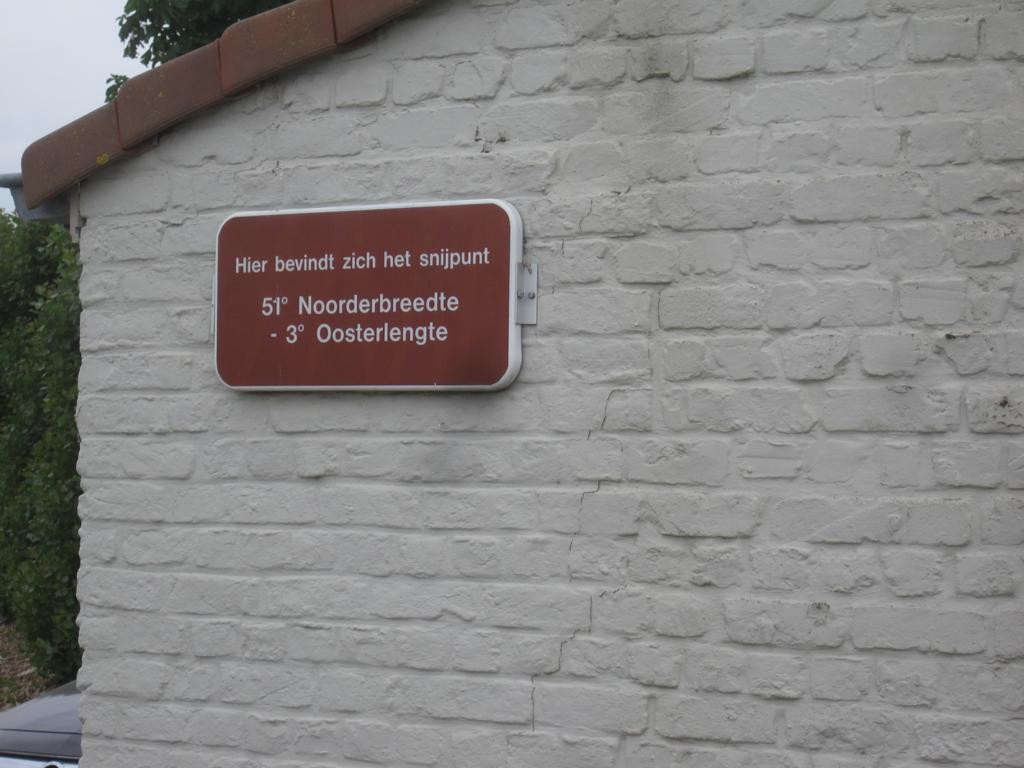 Hier bevindt zich het snijpunt
51° Noorderbreedte
- 3° Oosterlengte